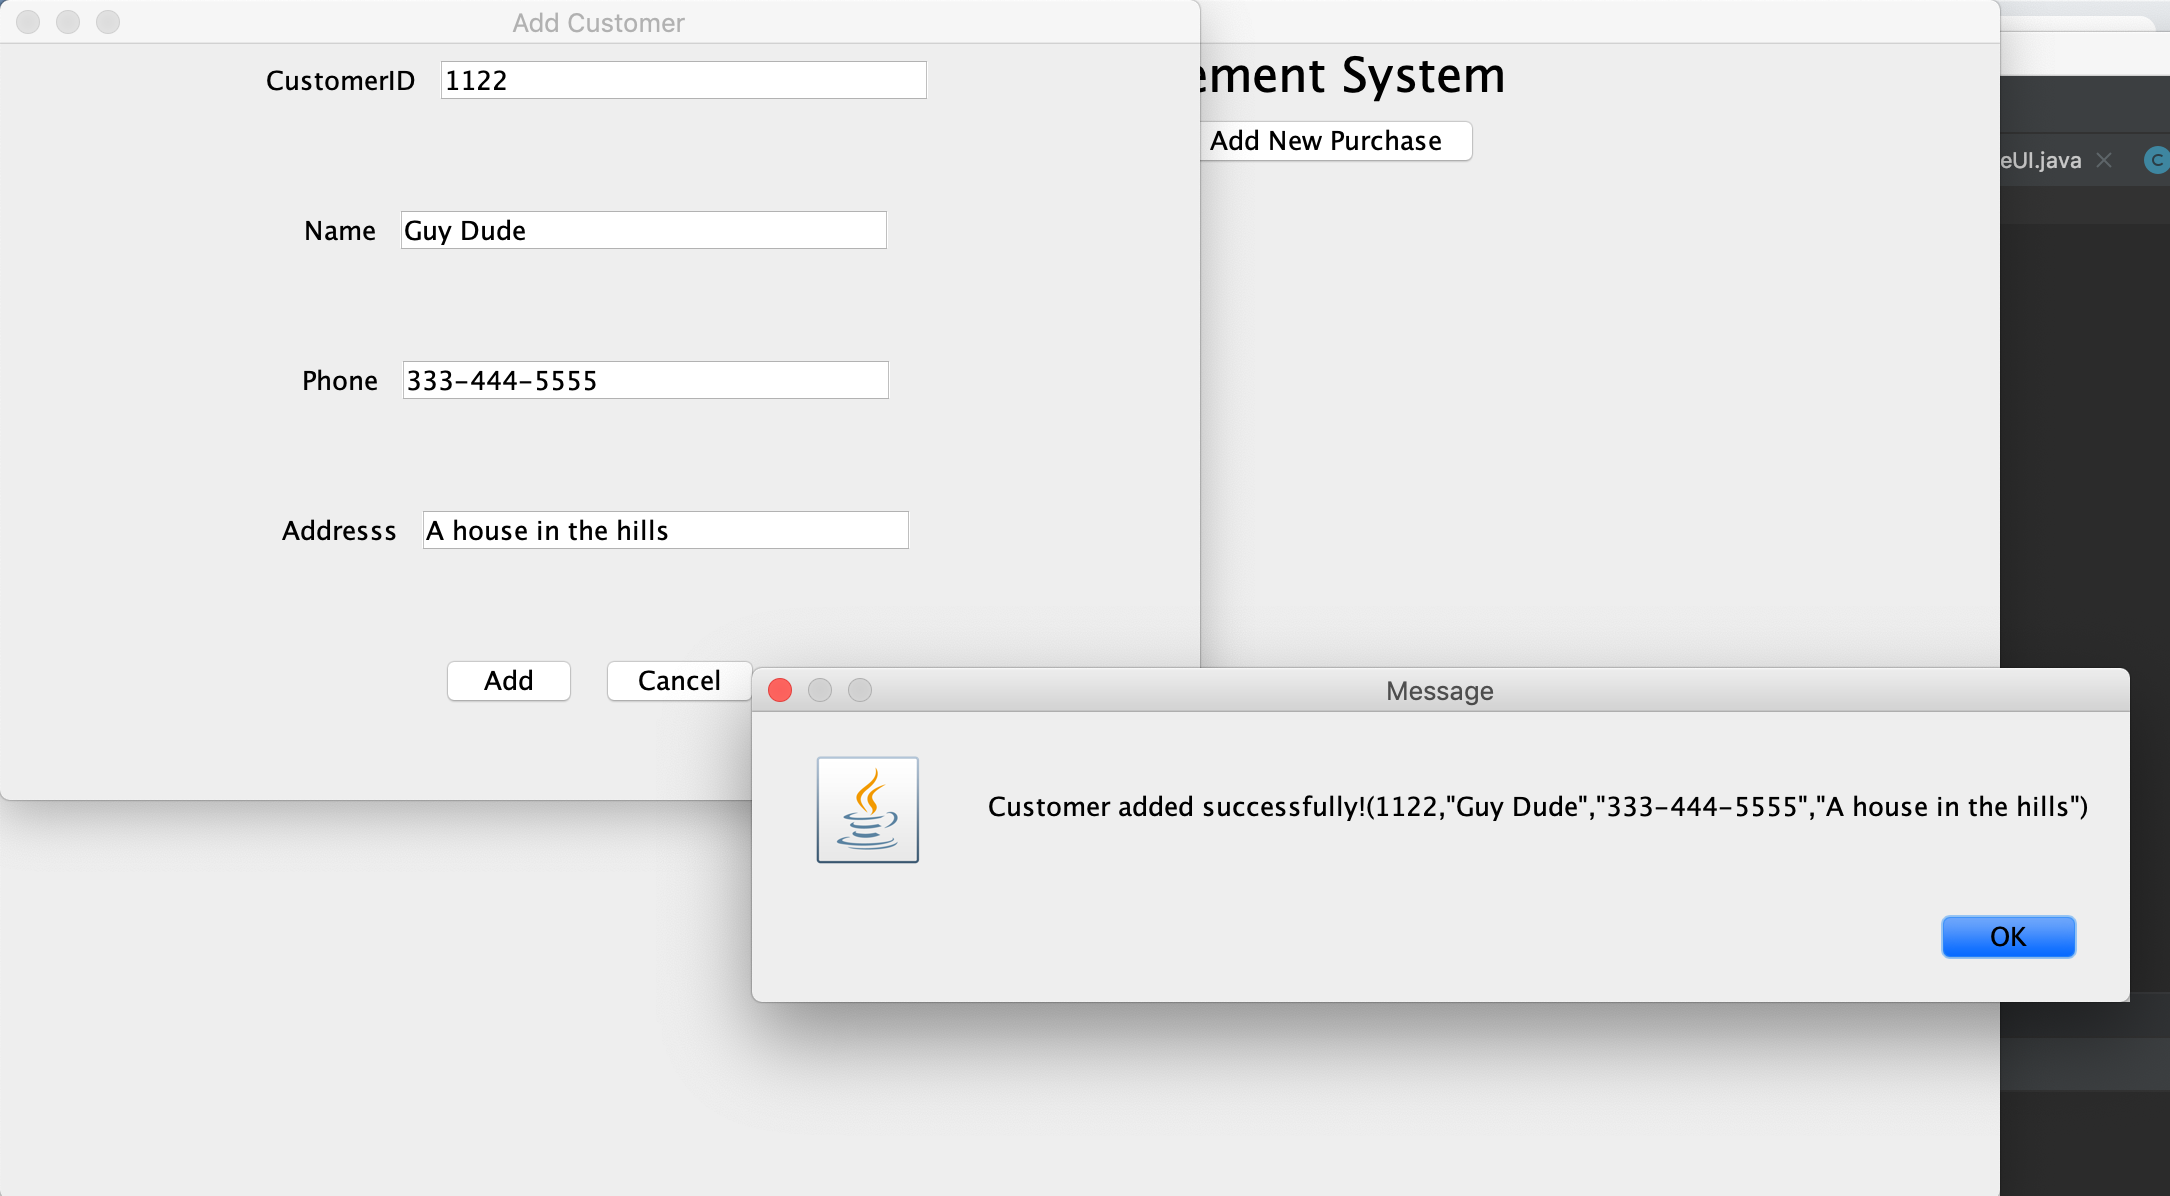 Add Customer
CustomerID 1122
ement System
Add New Purchase
eUI.java
C
Name Guy Dude
Phone 333-444-5555
Addresss A house in the hills
Add Cancel
Message
Customer added successfully!(1122,"Guy Dude","333-444-5555","A house in the hills")
OK